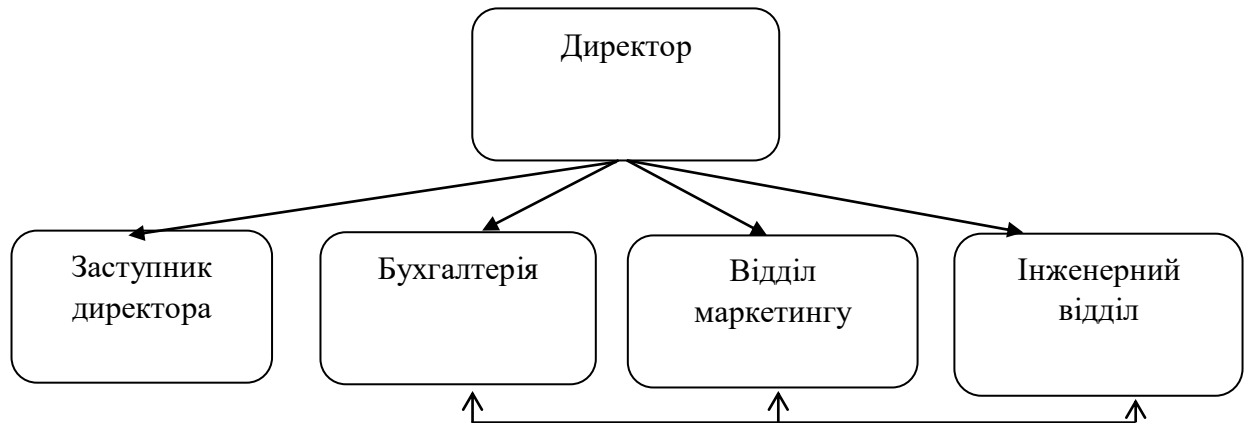 Директор
Заступник
директора
Бухгалтерія
Відділ
маркетингу
Інженерний
відділ